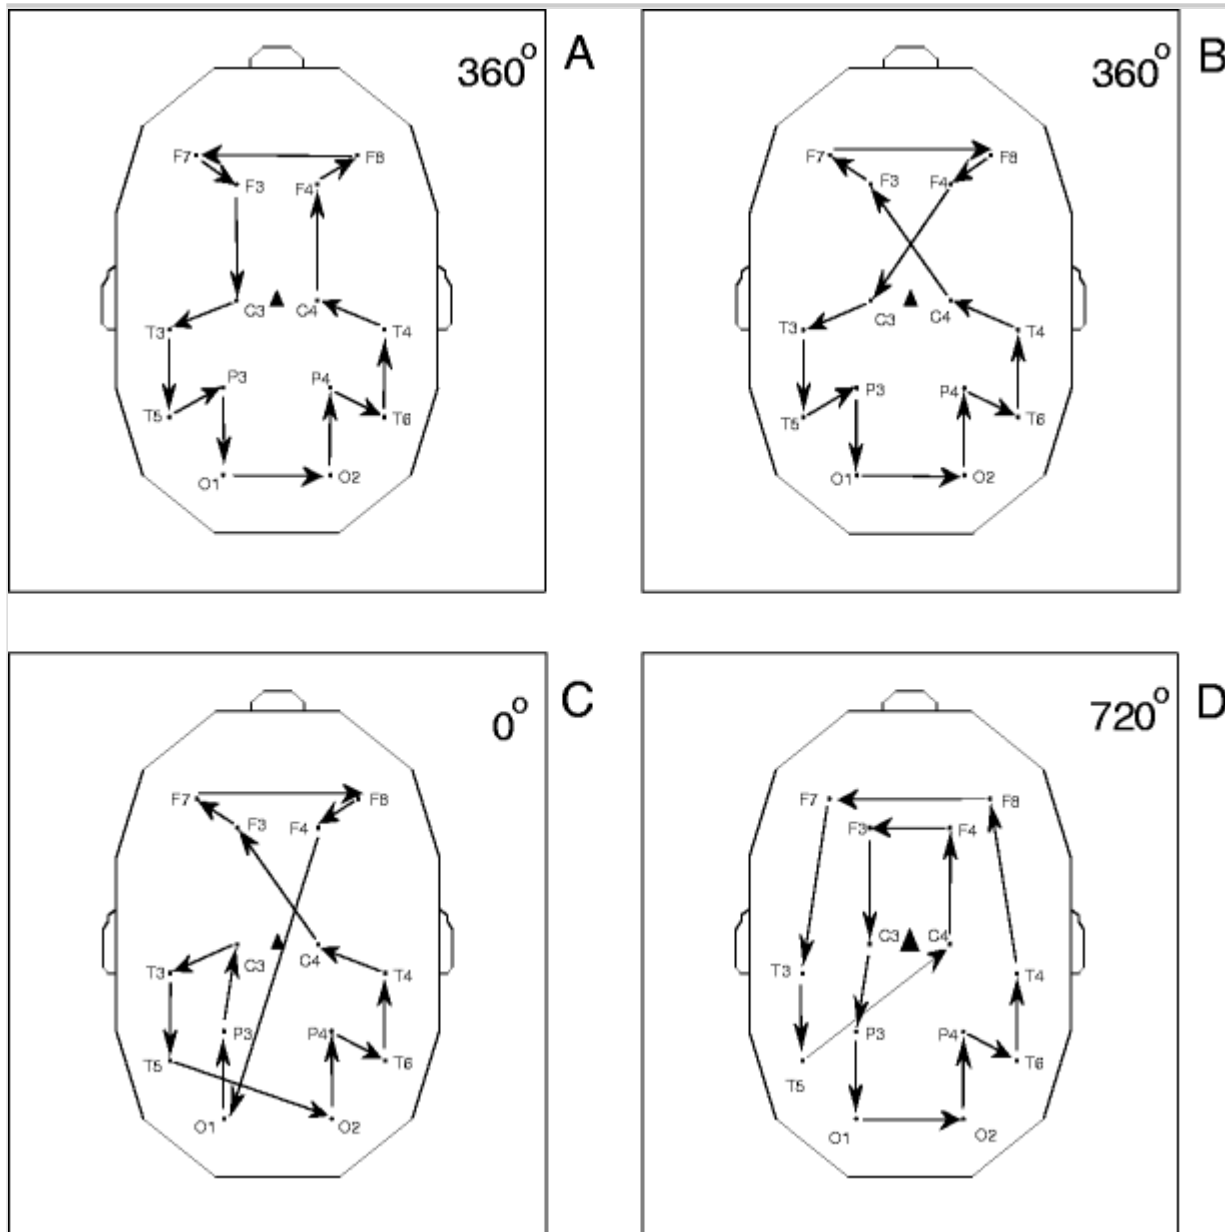 360° A
F7 F8
F3 F4
C3 C4
T3 T4
P3 P4
T5 T6
O1 O2
360° B
F7 F8
F3 F4
C3 C4
T3 T4
P3 P4
T5 T6
O1 O2
0° C
F7 F8
F3 F4
C3 C4
T3 T4
P3 P4
T5 T6
O1 O2
720° D
F7 F8
F3 F4
C3 C4
T3 T4
P3 P4
T5 T6
O1 O2